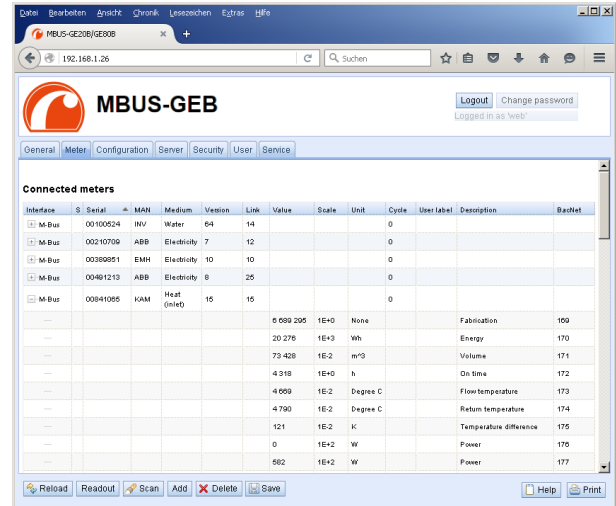 Datei Bearbeiten Ansicht Chronik Lesezeichen Extras Hilfe
MBUS-GE20B/GE80B
192.168.1.26 Suchen
MBUS-GEB
Logout Change password
Logged in as 'web'
General Meter Configuration Server Security User Service
Connected meters
Interface S Serial MAN Medium Version Link Value Scale Unit Cycle User label Description BacNet
M-Bus 00100524 INV Water 64 14 0
M-Bus 00210709 ABB Electricity 7 12 0
M-Bus 00389851 EMH Electricity 10 10 0
M-Bus 00491213 ABB Electricity 8 25 0
M-Bus 00841065 KAM Heat (inlet) 15 15 0
6 689 295 1E+0 None Fabrication 169
20 276 1E+3 Wh Energy 170
73 428 1E-2 m^3 Volume 171
4 318 1E+0 h On time 172
4 669 1E-2 Degree C Flow temperature 173
4 790 1E-2 Degree C Return temperature 174
121 1E-2 K Temperature difference 175
0 1E+2 W Power 176
582 1E+2 W Power 177
Reload Readout Scan Add Delete Save Help Print